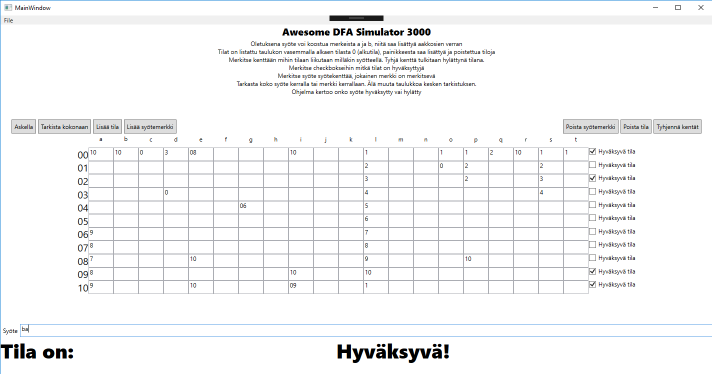 MainWindow
File
Awesome DFA Simulator 3000
Oletuksena syöte voi koostua merkeista a ja b, niitä saa lisättyä aakkosien verran
Tilat on listattu taulukon vasemmalla alkaen tilasta 0 (alkutila), painikkeesta saa lisättyä ja poistettua tiloja
Merkitse kenttään mihin tilaan liikutaan milläkin syötteellä. Tyhjä kenttä tulkitaan hylättynä tilana.
Merkitse checkbokseihin mitkä tilat on hyväksyttyjä
Merkitse syöte syötekenttää, jokainen merkki on merkitsevä
Tarkasta koko syöte kerralla tai merkki kerrallaan. Älä muuta taulukkoa kesken tarkistuksen.
Ohjelma kertoo onko syöte hyväksytty vai hylätty
Askella Tarkista kokonaan Lisää tila Lisää syötemerkki Poista syötemerkki Poista tila Tyhjennä kentät
a b c d e f g h i j k l m n o p q r s t
00 10 10 0 3 08 10 1 1 1 2 10 1 1 Hyväksyvä tila
01 2 0 2 2 Hyväksyvä tila
02 3 2 3 Hyväksyvä tila
03 0 4 4 Hyväksyvä tila
04 06 5 Hyväksyvä tila
05 6 Hyväksyvä tila
06 9 7 Hyväksyvä tila
07 8 8 Hyväksyvä tila
08 7 10 9 10 Hyväksyvä tila
09 8 10 10 Hyväksyvä tila
10 9 10 09 1 Hyväksyvä tila
Syöte ba
Tila on: Hyväksyvä!